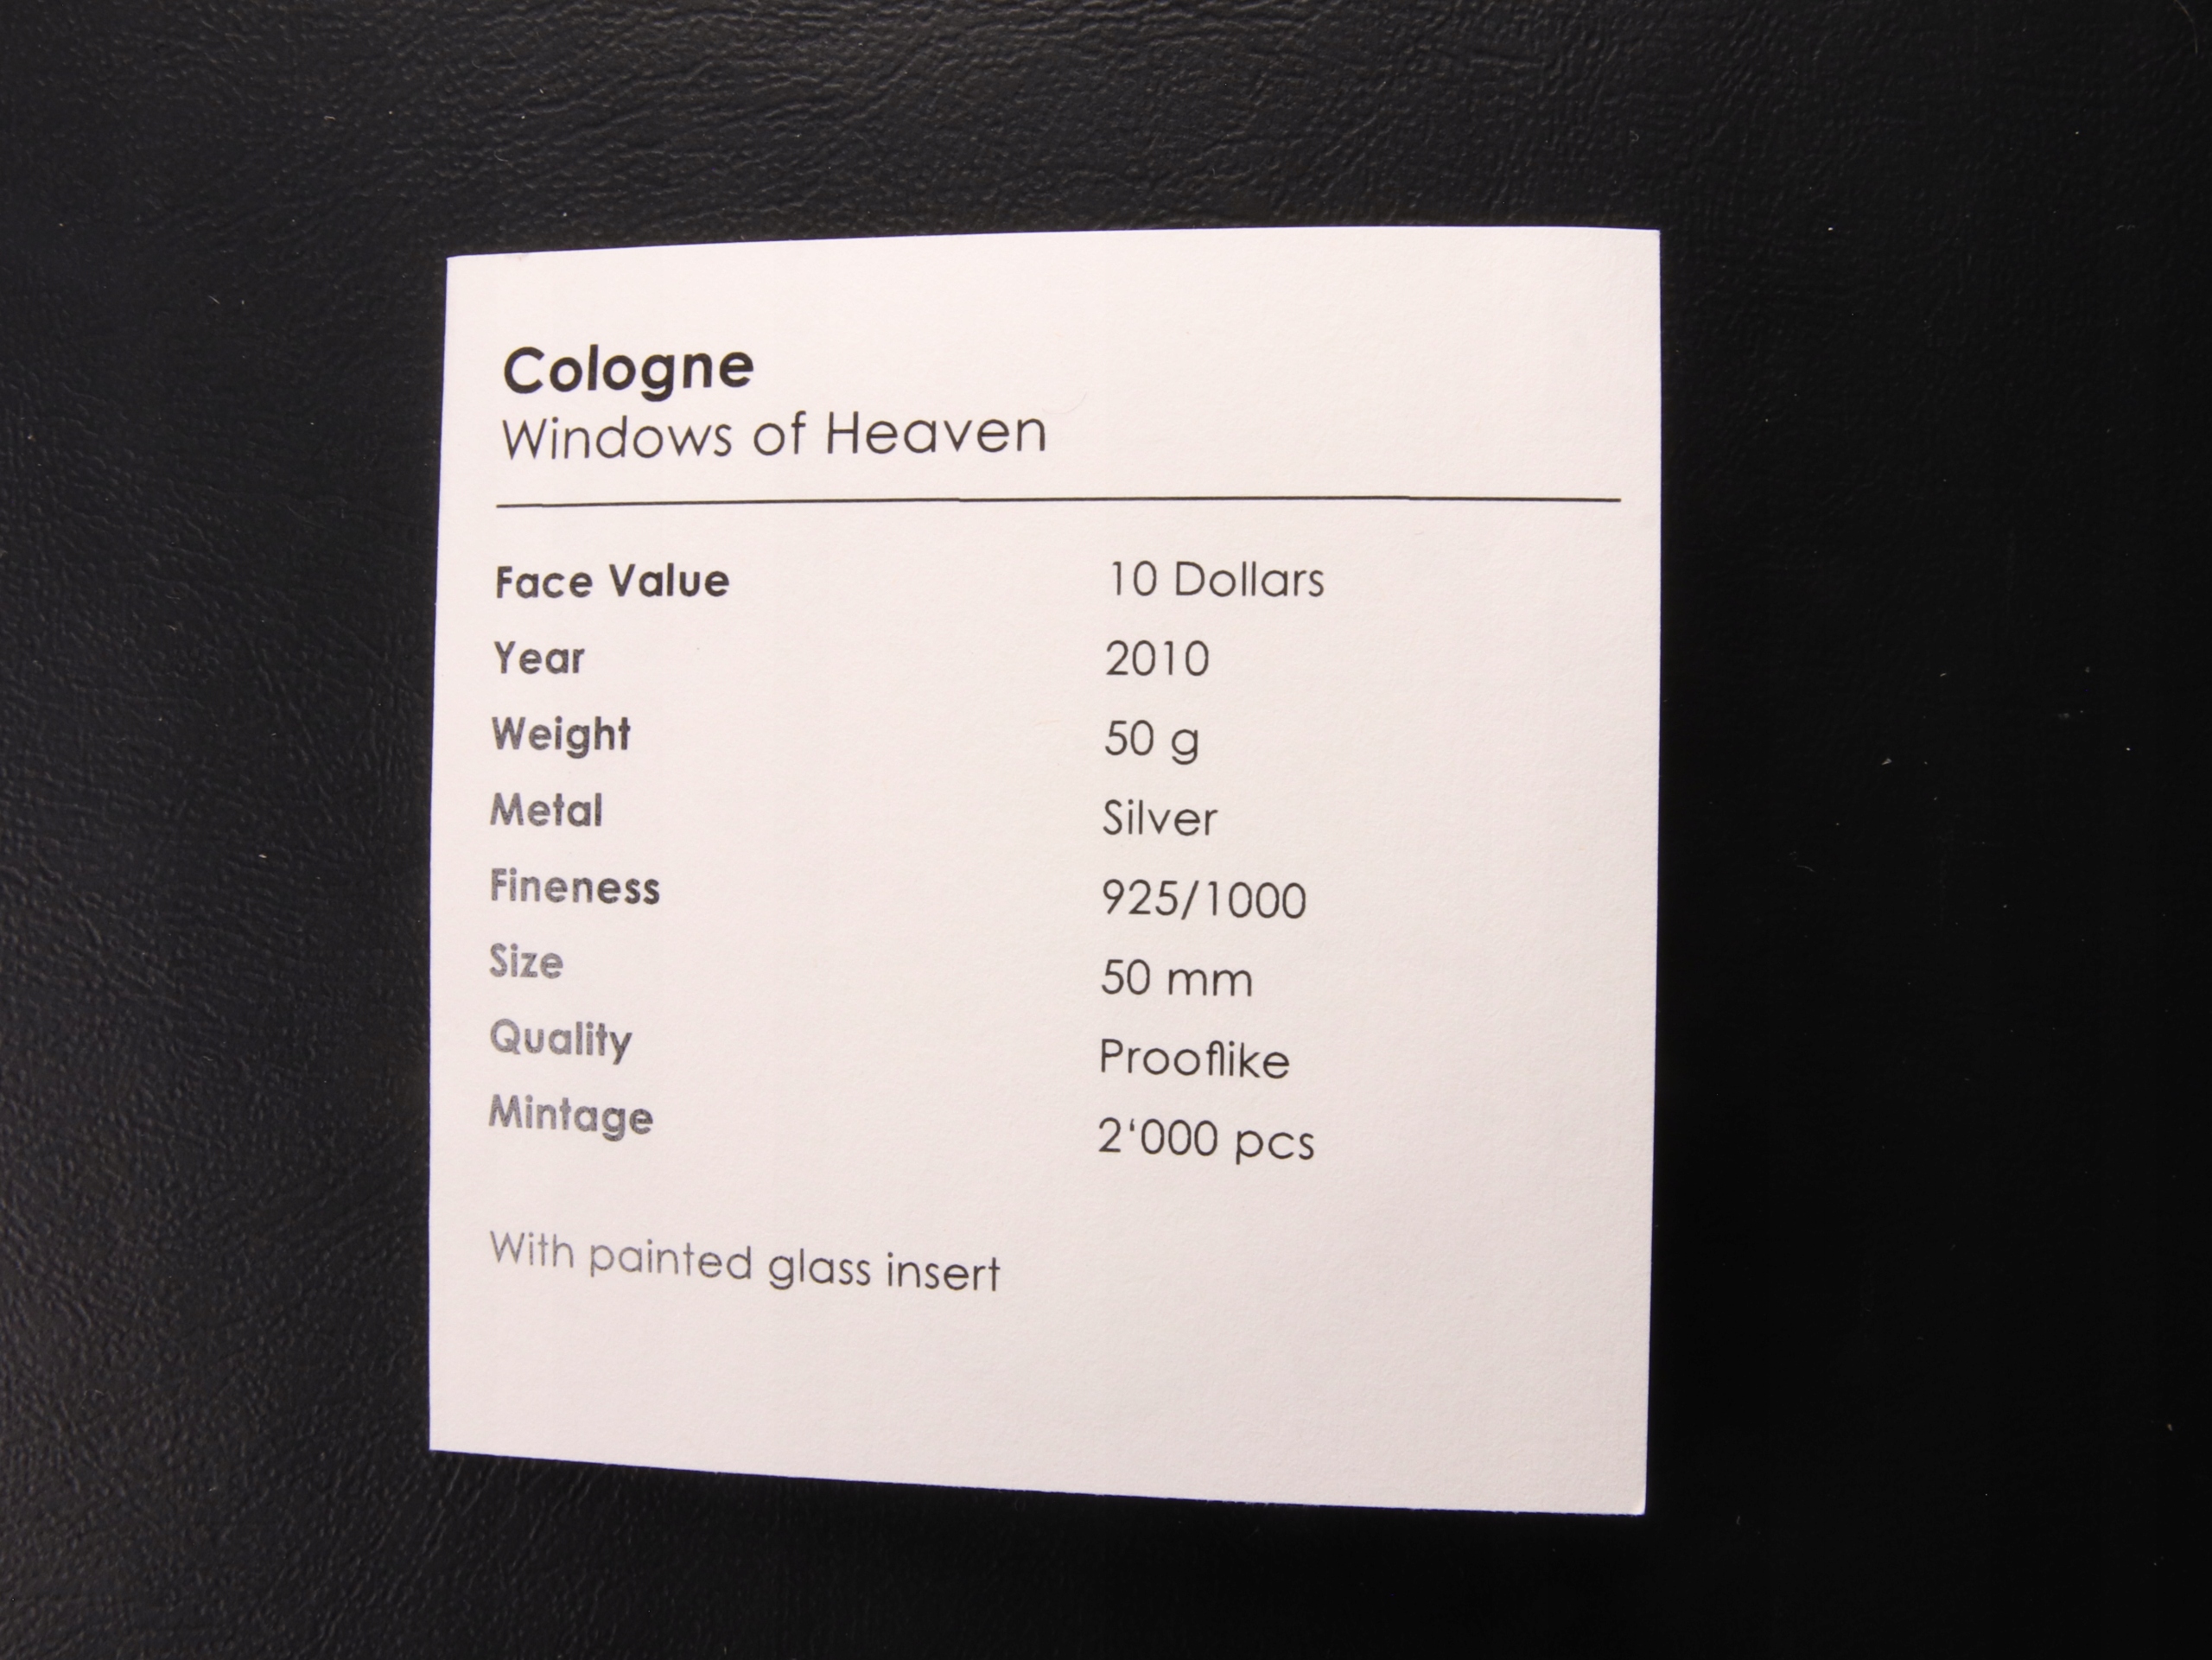 Cologne
Windows of Heaven
Face Value 10 Dollars
Year 2010
Weight 50 g
Metal Silver
Fineness 925/1000
Size 50 mm
Quality Prooflike
Mintage 2‘000 pcs
With painted glass insert